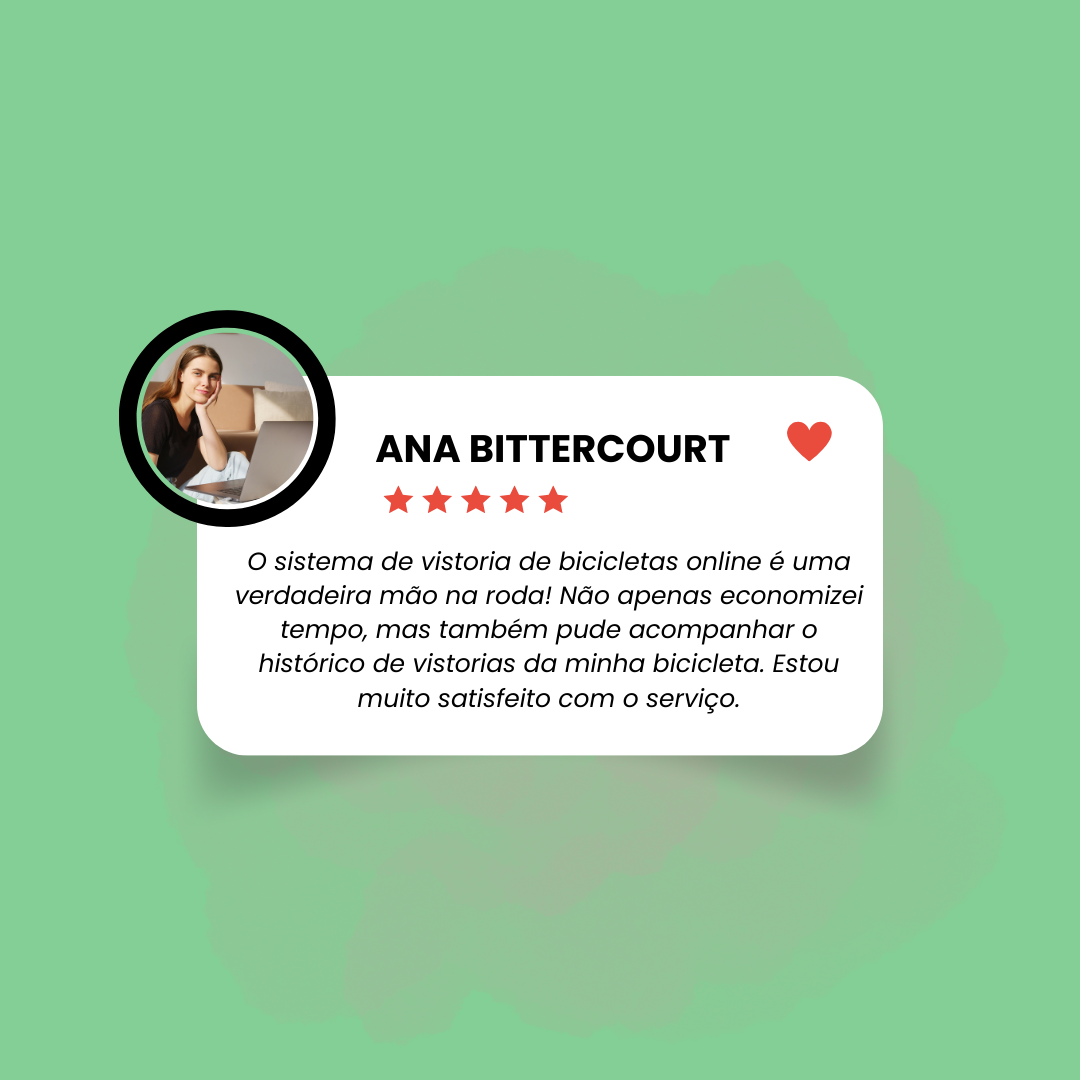 ANA BITTERCOURT
O sistema de vistoria de bicicletas online é uma
verdadeira mão na roda! Não apenas economizei
tempo, mas também pude acompanhar o
histórico de vistorias da minha bicicleta. Estou
muito satisfeito com o serviço.